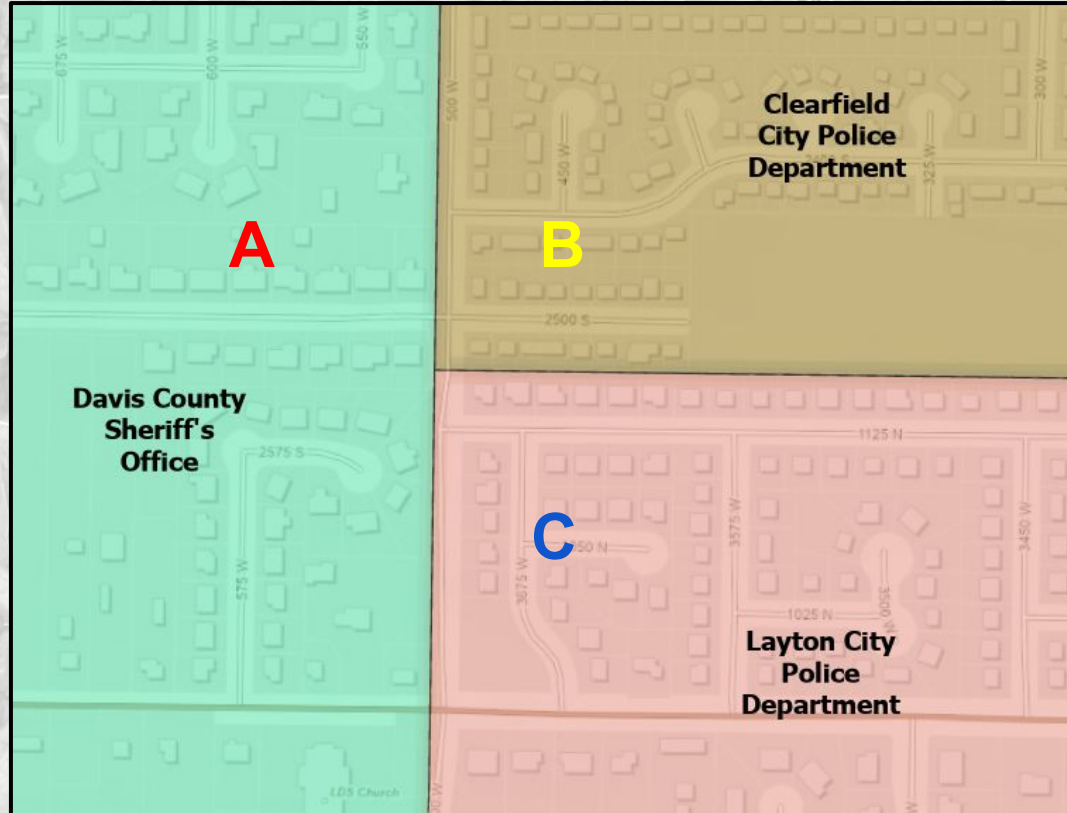 675 W
600 W
550 W
500 W
300 W
Clearfield
City Police
Department
450 W
325 W
A
B
2500 S
Davis County
Sheriff's
Office
2575 S
1125 N
C
3575 W
3450 W
575 W
3675 W
3500 W
1025 N
Layton City
Police
Department
LDS Church